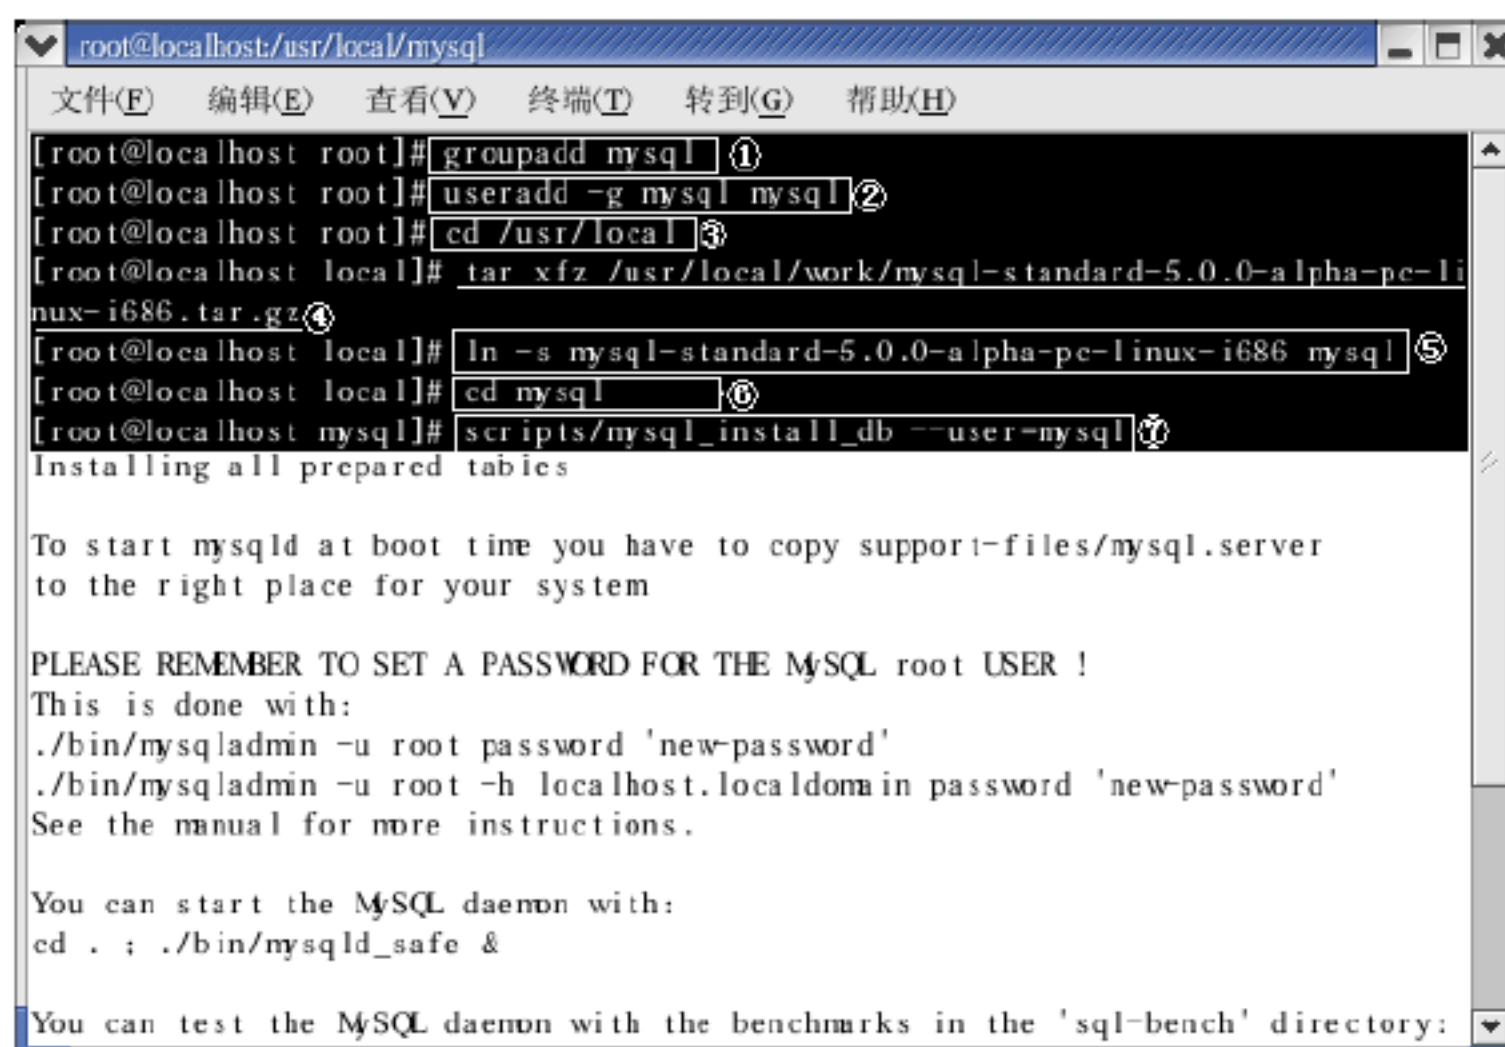 root@localhost:/usr/local/mysql
文件(F) 编辑(E) 查看(V) 终端(T) 转到(G) 帮助(H)
[root@localhost root]# groupadd mysql ①
[root@localhost root]# useradd -g mysql mysql ②
[root@localhost root]# cd /usr/local ③
[root@localhost local]# tar xfz /usr/local/work/mysql-standard-5.0.0-alpha-pc-li
nux-i686.tar.gz ④
[root@localhost local]# ln -s mysql-standard-5.0.0-alpha-pc-linux-i686 mysql ⑤
[root@localhost local]# cd mysql ⑥
[root@localhost mysql]# scripts/mysql_install_db --user=mysql ⑦
Installing all prepared tables
To start mysqld at boot time you have to copy support-files/mysql.server
to the right place for your system
PLEASE REMEMBER TO SET A PASSWORD FOR THE MySQL root USER !
This is done with:
./bin/mysqladmin -u root password 'new-password'
./bin/mysqladmin -u root -h localhost.localdomain password 'new-password'
See the manual for more instructions.
You can start the MySQL daemon with:
cd . ; ./bin/mysqld_safe &
You can test the MySQL daemon with the benchmarks in the 'sql-bench' directory: